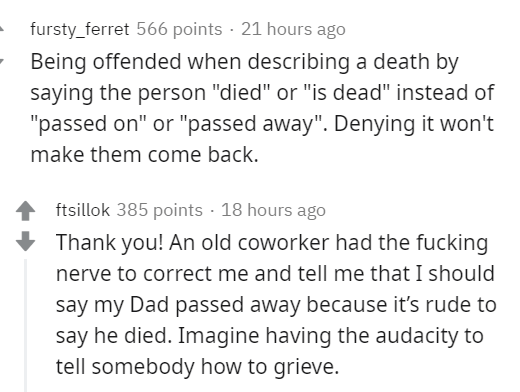 fursty_ferret 566 points · 21 hours ago
Being offended when describing a death by
saying the person "died" or "is dead" instead of
"passed on" or "passed away". Denying it won't
make them come back.
ftsillok 385 points · 18 hours ago
Thank you! An old coworker had the fucking
nerve to correct me and tell me that I should
say my Dad passed away because it’s rude to
say he died. Imagine having the audacity to
tell somebody how to grieve.